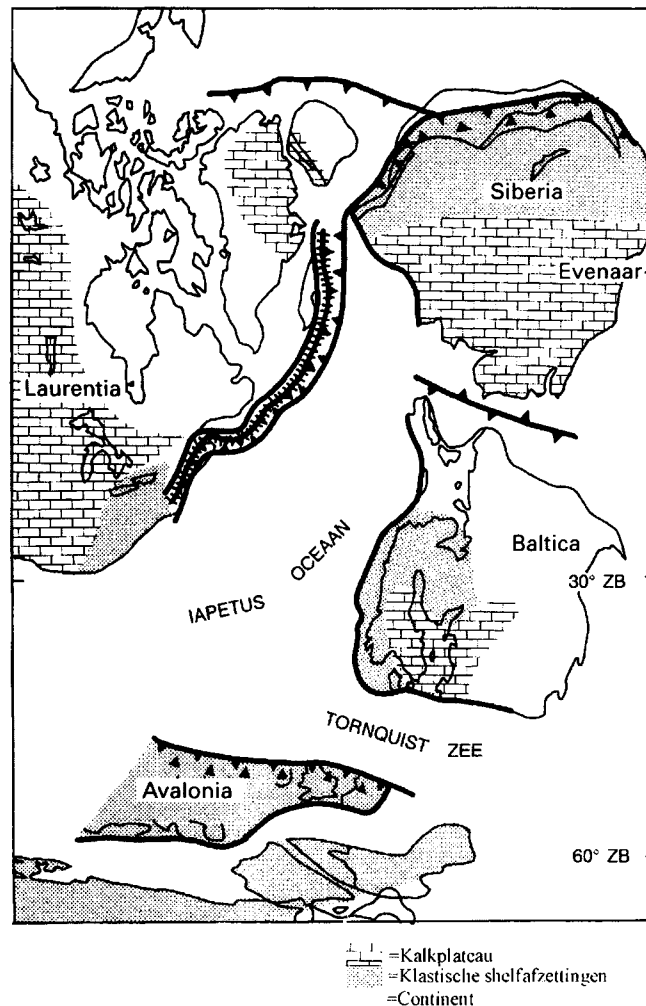 Siberia
Evenaar
Laurentia
IAPETUS OCEAAN
Baltica
30° ZB
TORNQUIST ZEE
Avalonia
60° ZB
=Kalkplateau
=Klastische shelfafzettingen
=Continent